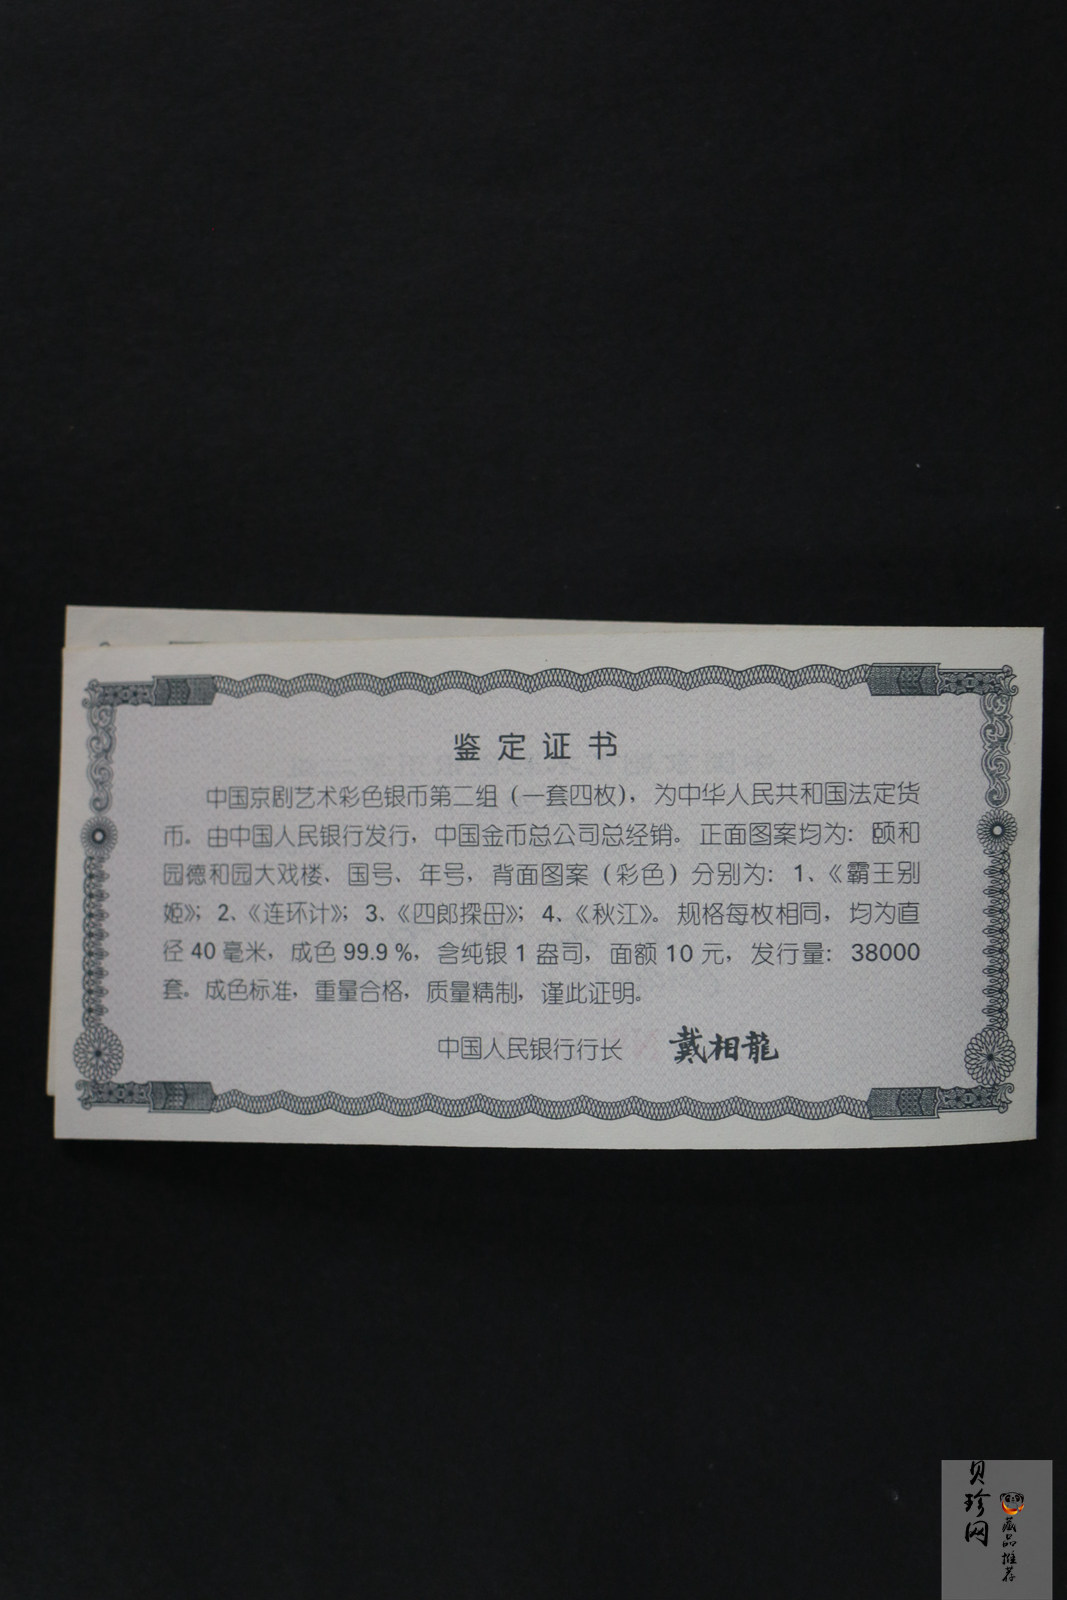 鉴定证书
中国京剧艺术彩色银币第二组（一套四枚），为中华人民共和国法定货
币。由中国人民银行发行，中国金币总公司总经销。正面图案均为：颐和
园德和园大戏楼、国号、年号，背面图案（彩色）分别为：1、《霸王别
姬》；2、《连环计》；3、《四郎探母》；4、《秋江》。规格每枚相同，均为直
径40毫米，成色99.9%，含纯银1盎司，面额10元，发行量：38000
套。成色标准，重量合格，质量精制，谨此证明。
中国人民银行行长 戴相龍
贝珍网
藏品推荐